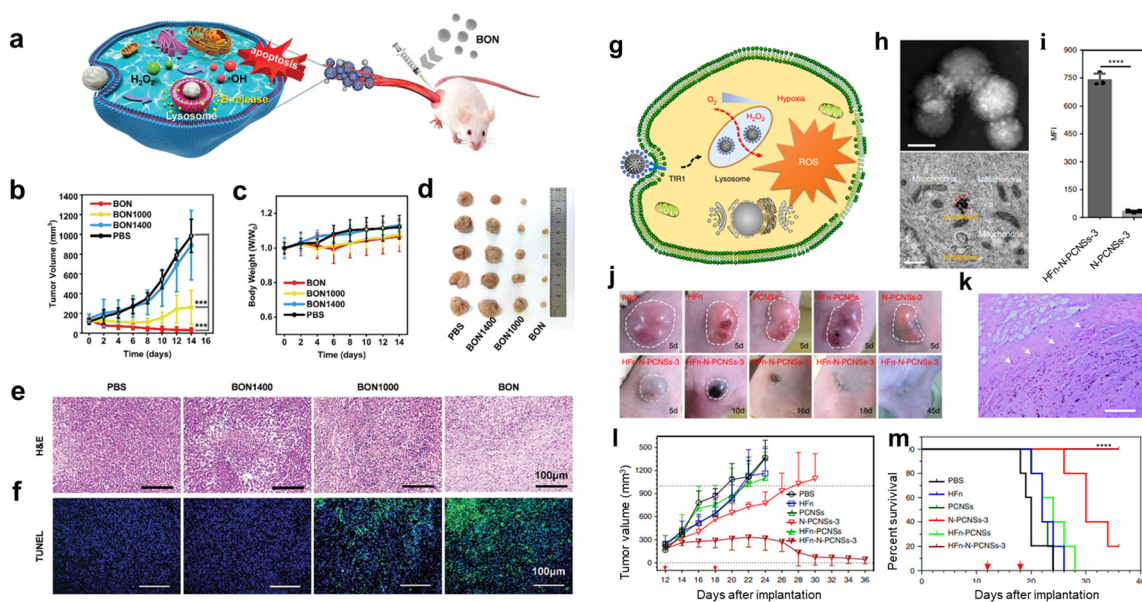 a
BON
apoptosis
H₂O₂
·OH
B release
Lysosome
b
BON
BON1000
BON1400
PBS
Tumor Volume (mm³)
1200
1000
800
600
400
200
0
***
***
0 2 4 6 8 10 12 14 16
Time (days)
c
Body Weight (W/W₀)
1.2
1.0
0.8
0.6
BON
BON1000
BON1400
PBS
0 2 4 6 8 10 12 14
Time (days)
d
PBS
BON1400
BON1000
BON
e
PBS BON1400 BON1000 BON
H&E
100μm
f
TUNEL
100μm
g
O₂
Hypoxia
H₂O₂
ROS
TfR1
Lysosome
h
Mitochondria
Mitochondria
Mitochondria
i
MFI
900
750
600
450
300
150
0
****
HFn-N-PCNSs-3
N-PCNSs-3
j
PBS
5d
HFn
5d
PCNSs
5d
HFn-PCNSs
5d
N-PCNSs-3
5d
HFn-N-PCNSs-3
5d
HFn-N-PCNSs-3
10d
HFn-N-PCNSs-3
16d
HFn-N-PCNSs-3
18d
HFn-N-PCNSs-3
45d
k
l
Tumor volume (mm³)
1500
1200
900
600
300
0
PBS
HFn
PCNSs
N-PCNSs-3
HFn-PCNSs
HFn-N-PCNSs-3
12 14 16 18 20 22 24 26 28 30 32 34 36
Days after implantation
m
Percent survival
80
60
40
20
0
****
PBS
HFn
PCNSs
N-PCNSs-3
HFn-PCNSs
HFn-N-PCNSs-3
0 10 20 30 40
Days after implantation